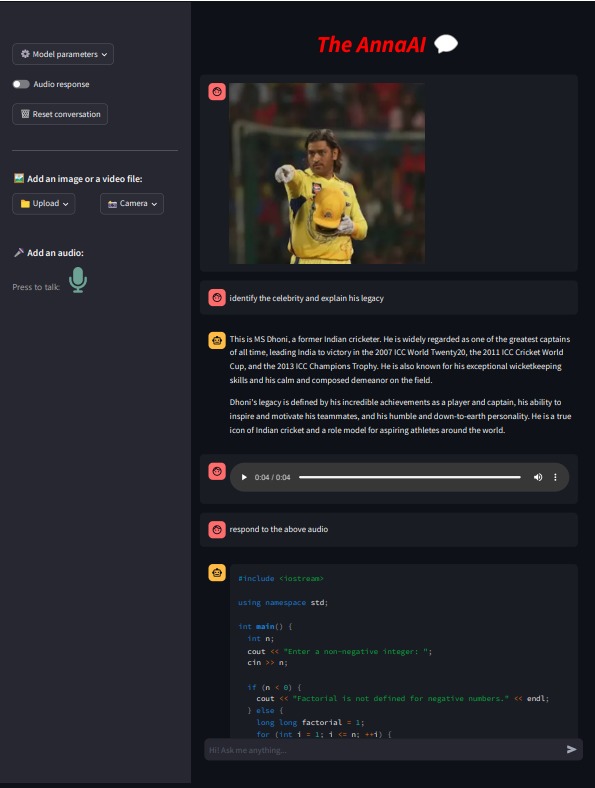 The AnnaAI
Model parameters
Audio response
Reset conversation
Add an image or a video file:
Upload
Camera
Add an audio:
Press to talk:
identify the celebrity and explain his legacy
This is MS Dhoni, a former Indian cricketer. He is widely regarded as one of the greatest captains
of all time, leading India to victory in the 2007 ICC World Twenty20, the 2011 ICC Cricket World
Cup, and the 2013 ICC Champions Trophy. He is also known for his exceptional wicketkeeping
skills and his calm and composed demeanor on the field.
Dhoni's legacy is defined by his incredible achievements as a player and captain, his ability to
inspire and motivate his teammates, and his humble and down-to-earth personality. He is a true
icon of Indian cricket and a role model for aspiring athletes around the world.
0:04 / 0:04
respond to the above audio
#include <iostream>
using namespace std;
int main() {
int n;
cout << "Enter a non-negative integer: ";
cin >> n;
if (n < 0) {
cout << "Factorial is not defined for negative numbers." << endl;
} else {
long long factorial = 1;
for (int i = 1; i <= n; ++i) {
Hi! Ask me anything...